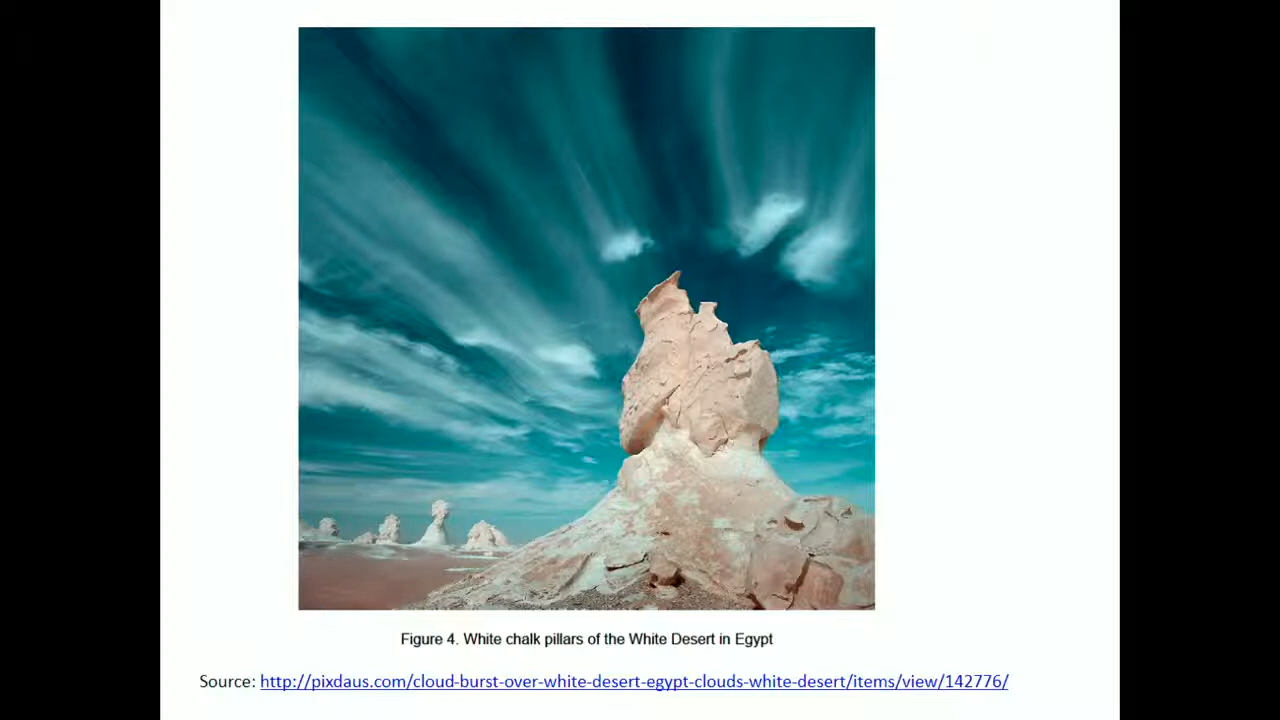 Figure 4. White chalk pillars of the White Desert in Egypt
Source: http://pixdaus.com/cloud-burst-over-white-desert-egypt-clouds-white-desert/items/view/142776/